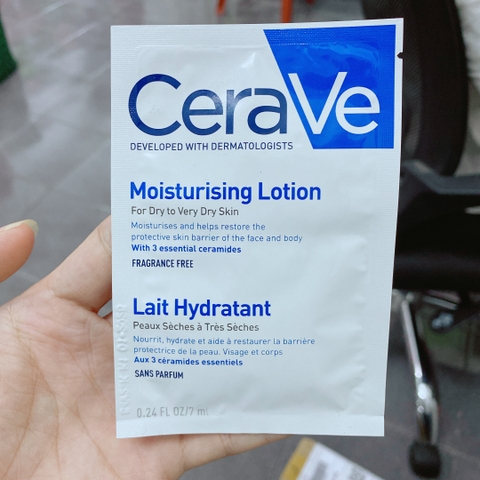 CeraVe
DEVELOPED WITH DERMATOLOGISTS
Moisturising Lotion
For Dry to Very Dry Skin
Moisturises and helps restore the
protective skin barrier of the face and body
With 3 essential ceramides
FRAGRANCE FREE
Lait Hydratant
Peaux Sèches à Très Sèches
Nourrit, hydrate et aide à restaurer la barrière
protectrice de la peau. Visage et corps
Aux 3 céramides essentiels
SANS PARFUM
0.24 FL OZ/7 ml